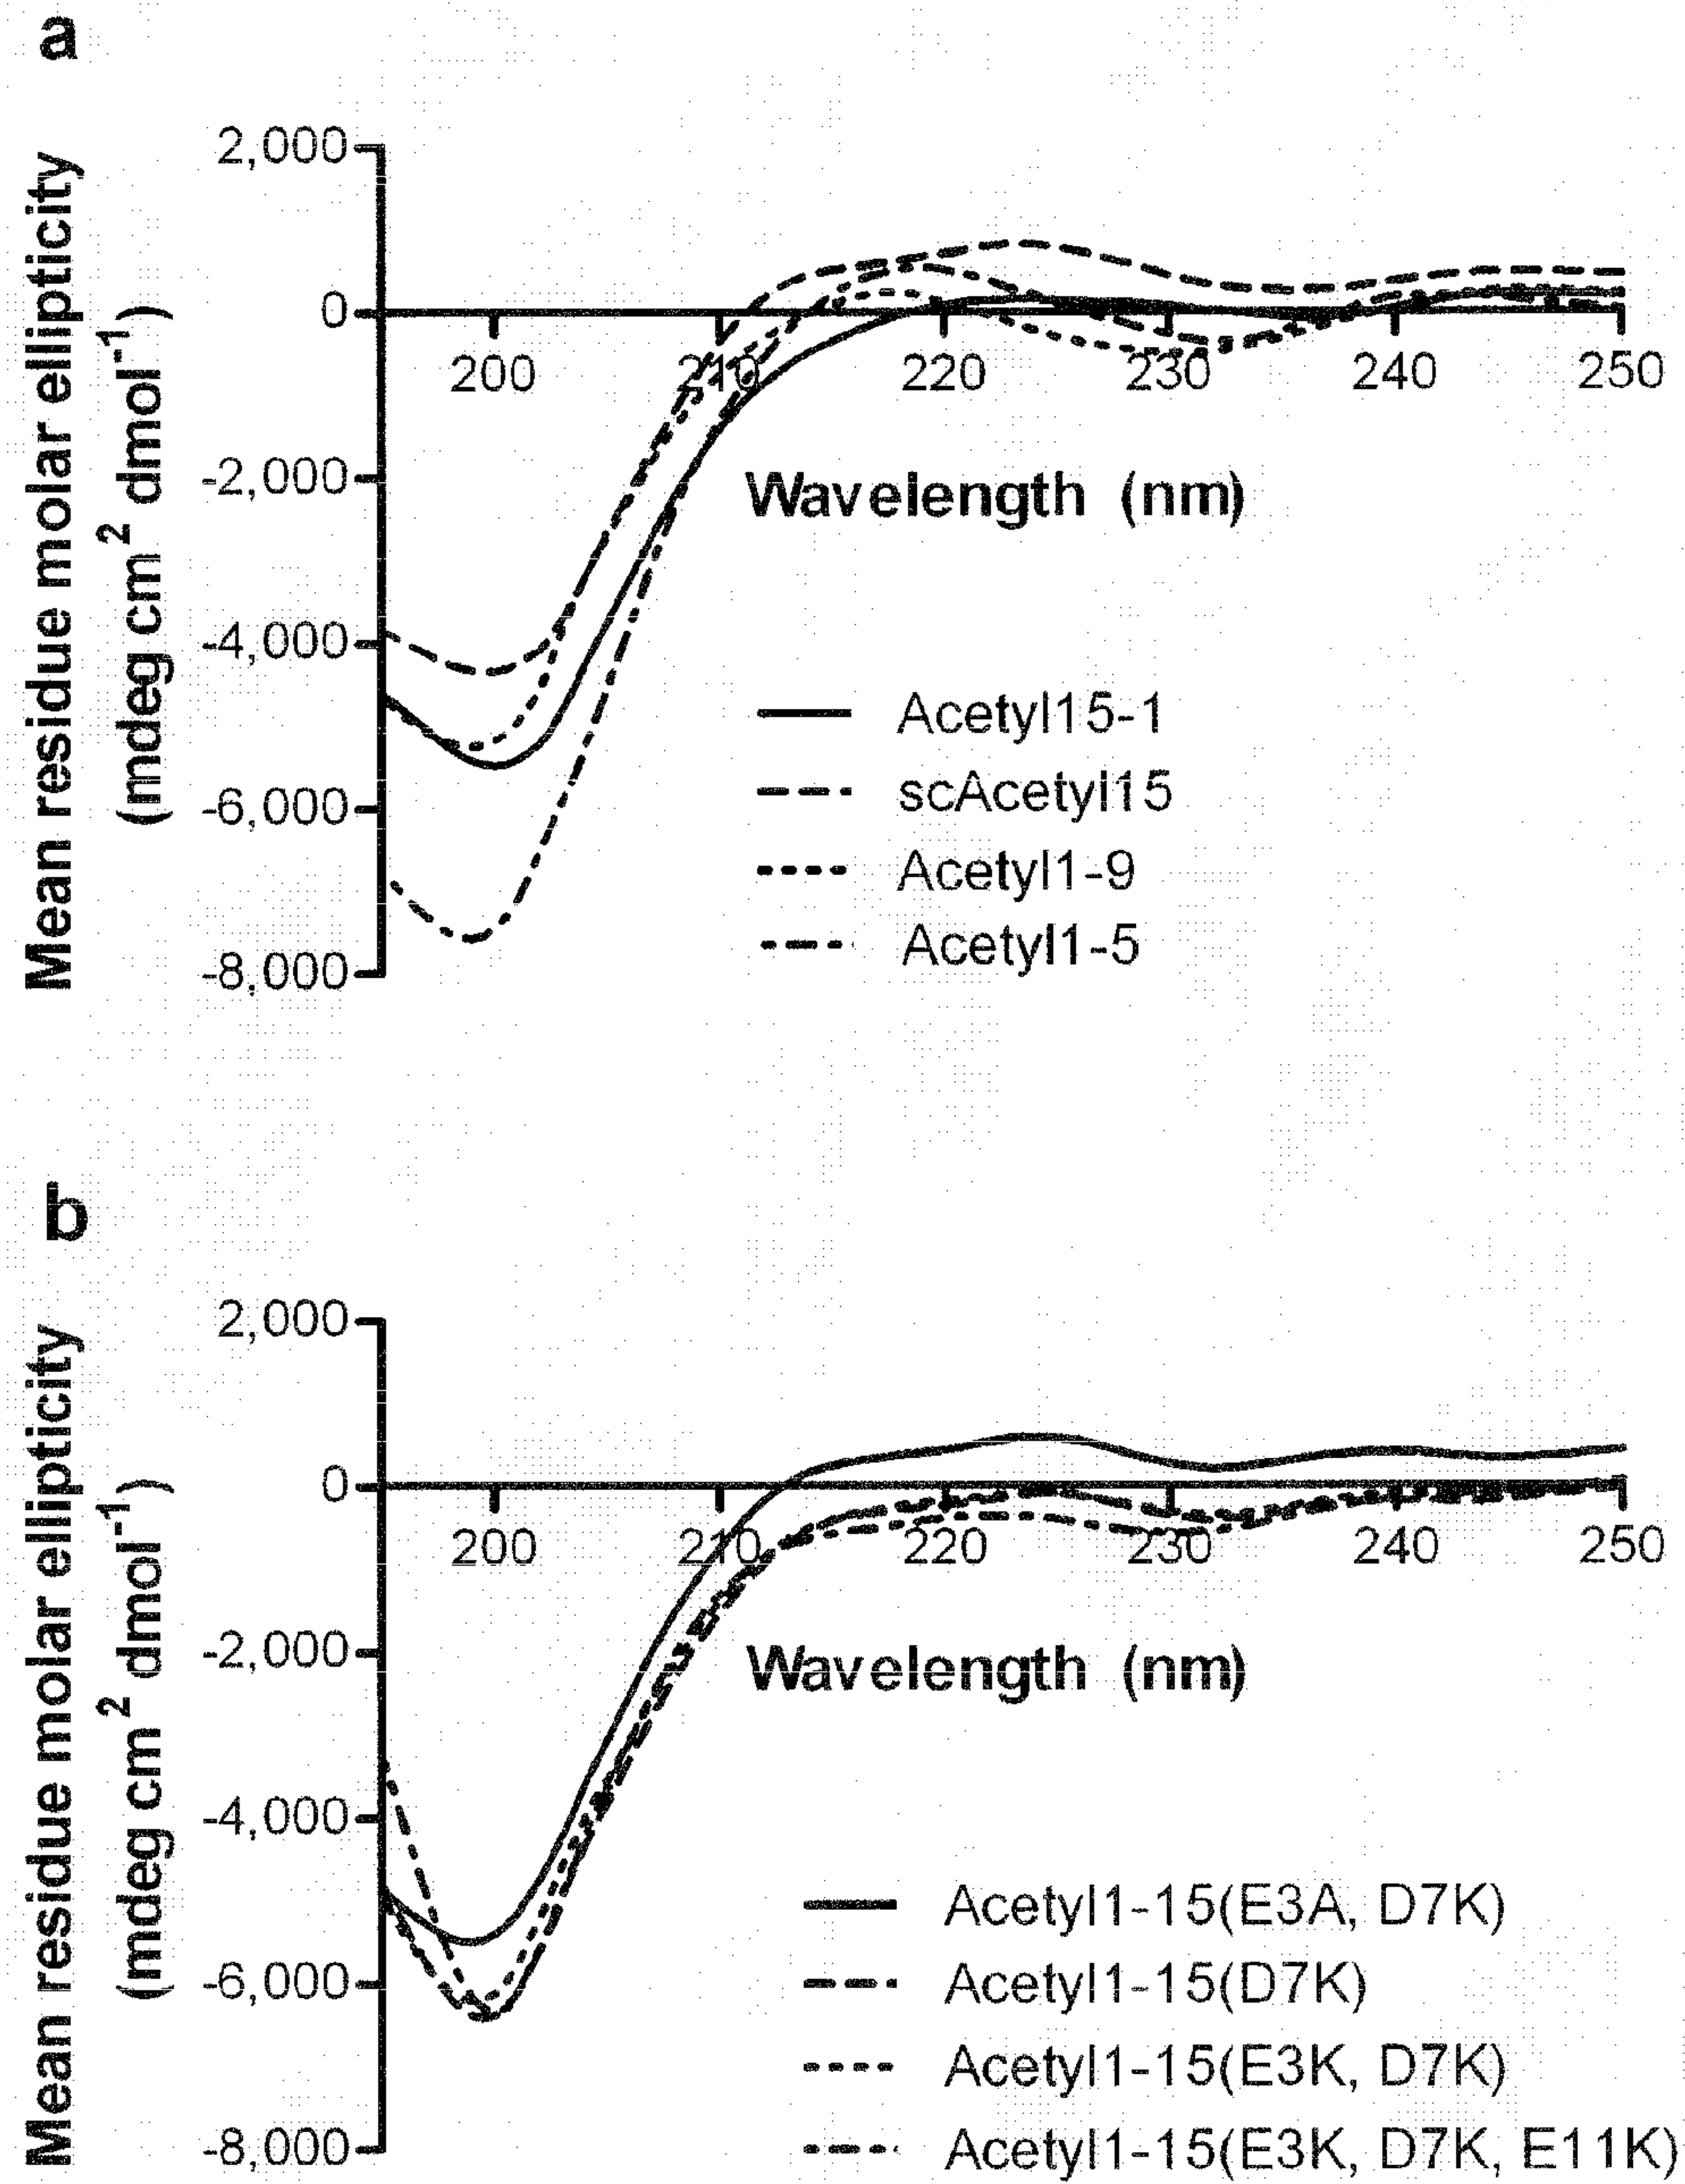 a
Mean residue molar ellipticity
(mdeg cm2 dmol-1)
2,000
0
-2,000
-4,000
-6,000
-8,000
200
210
220
230
240
250
Wavelength (nm)
Acetyl15-1
scAcetyl15
Acetyl1-9
Acetyl1-5
b
Mean residue molar ellipticity
(mdeg cm2 dmol-1)
2,000
0
-2,000
-4,000
-6,000
-8,000
200
210
220
230
240
250
Wavelength (nm)
Acetyl1-15(E3A, D7K)
Acetyl1-15(D7K)
Acetyl1-15(E3K, D7K)
Acetyl1-15(E3K, D7K, E11K)